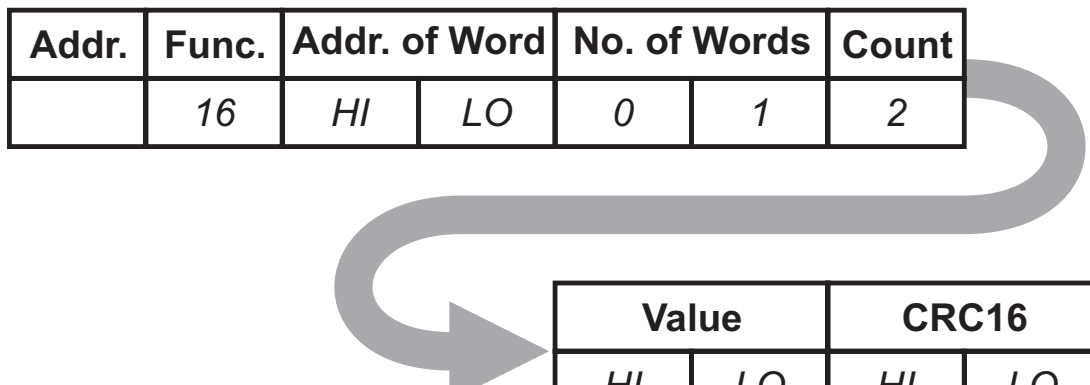 Addr. Func. Addr. of Word No. of Words Count
16 HI LO 0 1 2
Value CRC16
HI LO HI LO